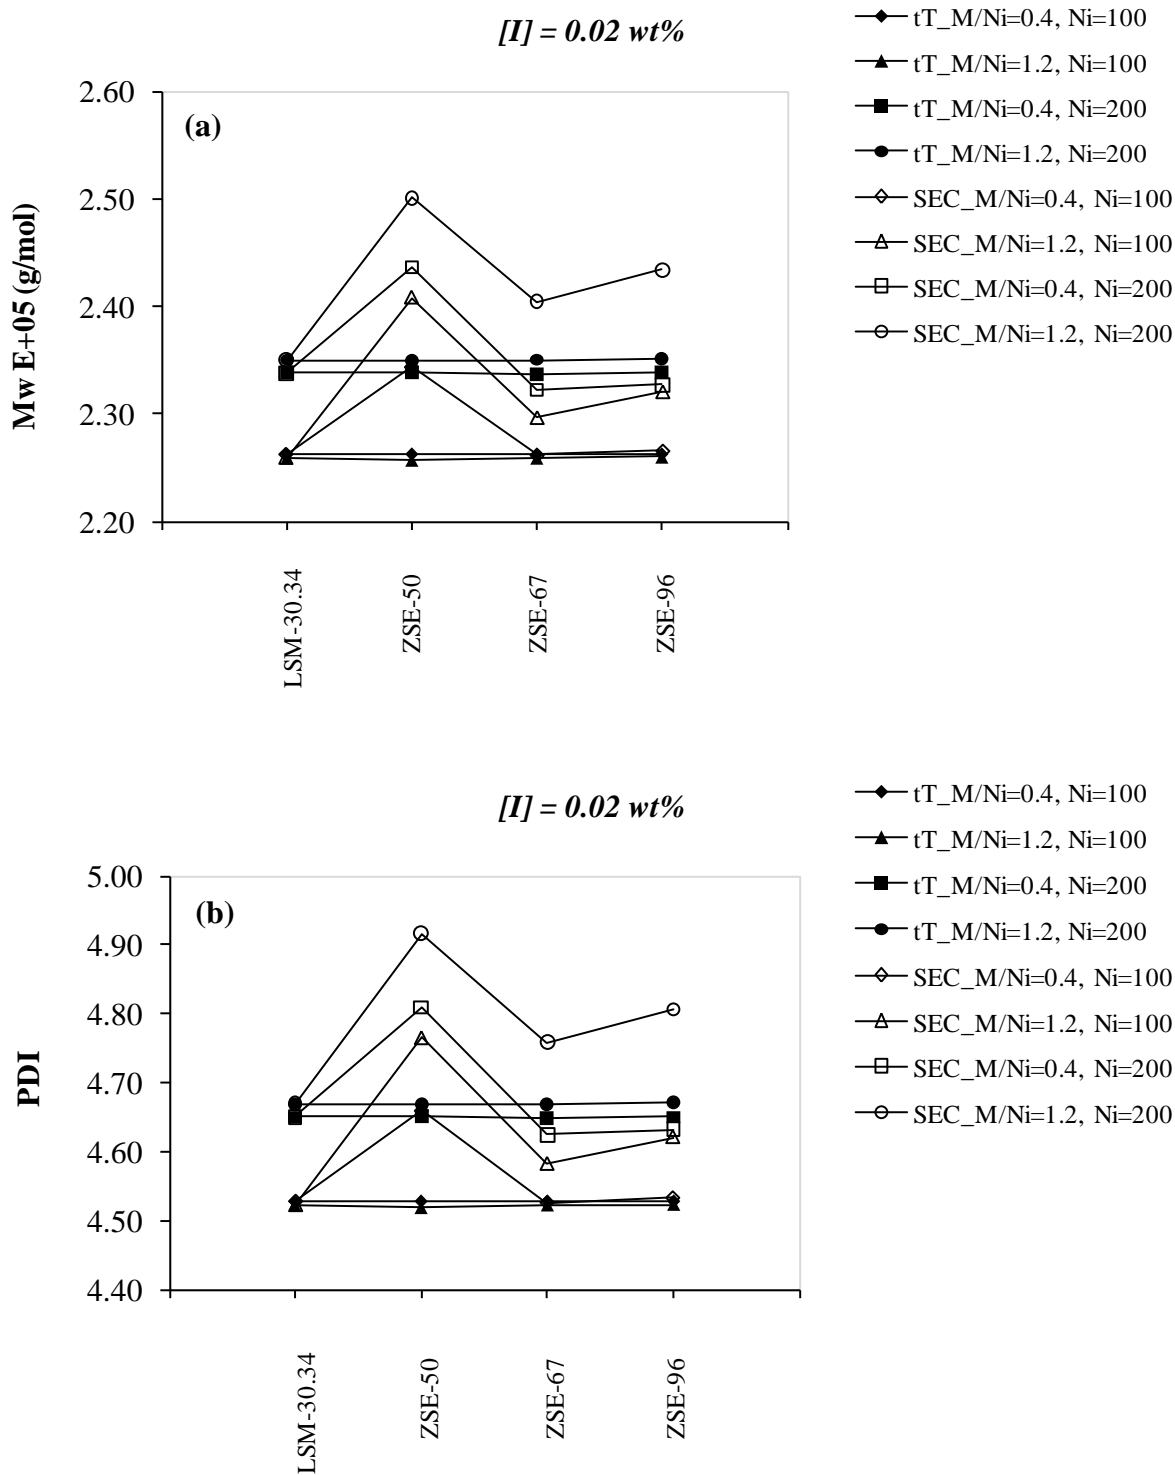 [I] = 0.02 wt%
tT_M/Ni=0.4, Ni=100
tT_M/Ni=1.2, Ni=100
tT_M/Ni=0.4, Ni=200
tT_M/Ni=1.2, Ni=200
SEC_M/Ni=0.4, Ni=100
SEC_M/Ni=1.2, Ni=100
SEC_M/Ni=0.4, Ni=200
SEC_M/Ni=1.2, Ni=200
(a)
Mw E+05 (g/mol)
2.60
2.50
2.40
2.30
2.20
LSM-30.34
ZSE-50
ZSE-67
ZSE-96
[I] = 0.02 wt%
tT_M/Ni=0.4, Ni=100
tT_M/Ni=1.2, Ni=100
tT_M/Ni=0.4, Ni=200
tT_M/Ni=1.2, Ni=200
SEC_M/Ni=0.4, Ni=100
SEC_M/Ni=1.2, Ni=100
SEC_M/Ni=0.4, Ni=200
SEC_M/Ni=1.2, Ni=200
(b)
PDI
5.00
4.90
4.80
4.70
4.60
4.50
4.40
LSM-30.34
ZSE-50
ZSE-67
ZSE-96